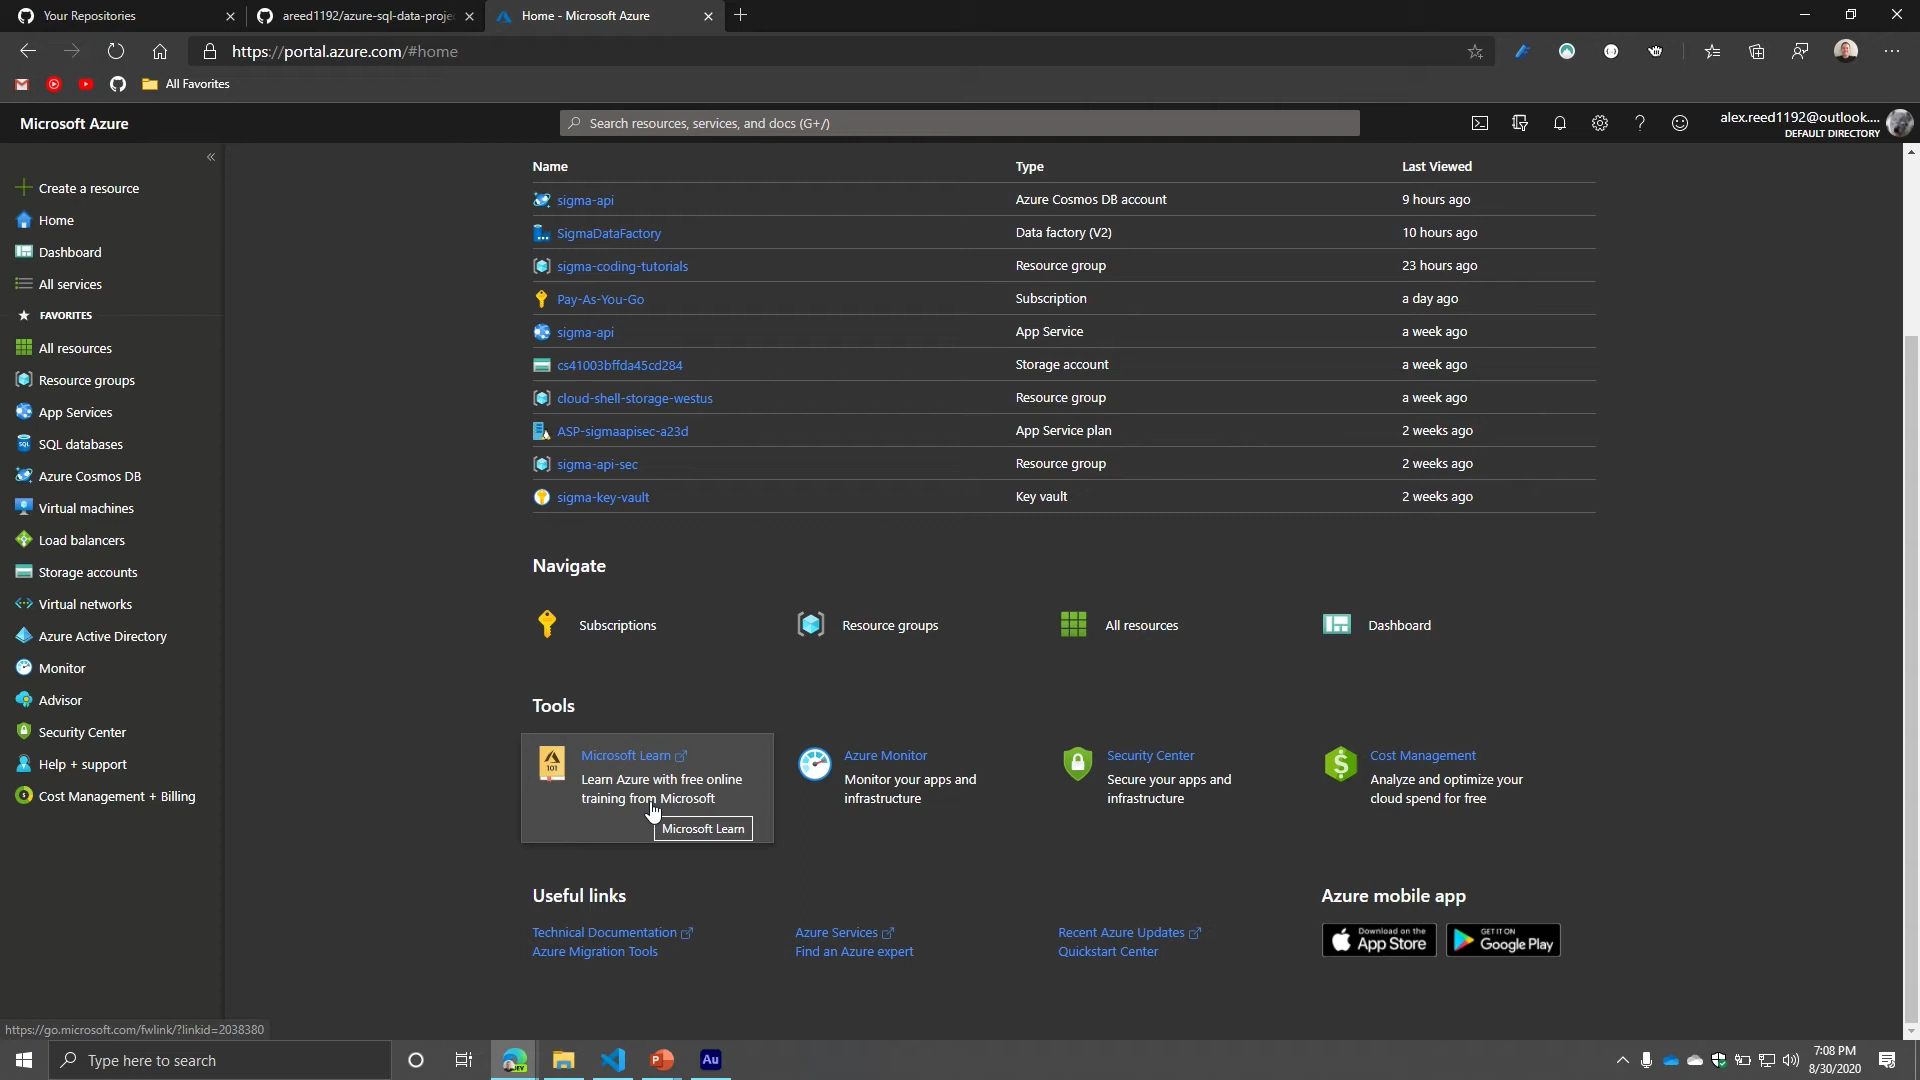 Your Repositories
areed1192/azure-sql-data-proje
Home - Microsoft Azure
https://portal.azure.com/#home
All Favorites
Microsoft Azure
Search resources, services, and docs (G+/)
alex.reed1192@outlook....
DEFAULT DIRECTORY
Create a resource
Home
Dashboard
All services
FAVORITES
All resources
Resource groups
App Services
SQL databases
Azure Cosmos DB
Virtual machines
Load balancers
Storage accounts
Virtual networks
Azure Active Directory
Monitor
Advisor
Security Center
Help + support
Cost Management + Billing
Name Type Last Viewed
sigma-api Azure Cosmos DB account 9 hours ago
SigmaDataFactory Data factory (V2) 10 hours ago
sigma-coding-tutorials Resource group 23 hours ago
Pay-As-You-Go Subscription a day ago
sigma-api App Service a week ago
cs41003bffda45cd284 Storage account a week ago
cloud-shell-storage-westus Resource group a week ago
ASP-sigmaapisec-a23d App Service plan 2 weeks ago
sigma-api-sec Resource group 2 weeks ago
sigma-key-vault Key vault 2 weeks ago
Navigate
Subscriptions Resource groups All resources Dashboard
Tools
Microsoft Learn
Learn Azure with free online
training from Microsoft
Microsoft Learn
Azure Monitor
Monitor your apps and
infrastructure
Security Center
Secure your apps and
infrastructure
Cost Management
Analyze and optimize your
cloud spend for free
Useful links
Technical Documentation
Azure Migration Tools
Azure Services
Find an Azure expert
Recent Azure Updates
Quickstart Center
Azure mobile app
Download on the
App Store
GET IT ON
Google Play
https://go.microsoft.com/fwlink/?linkid=2038380
Type here to search
Au
7:08 PM
8/30/2020